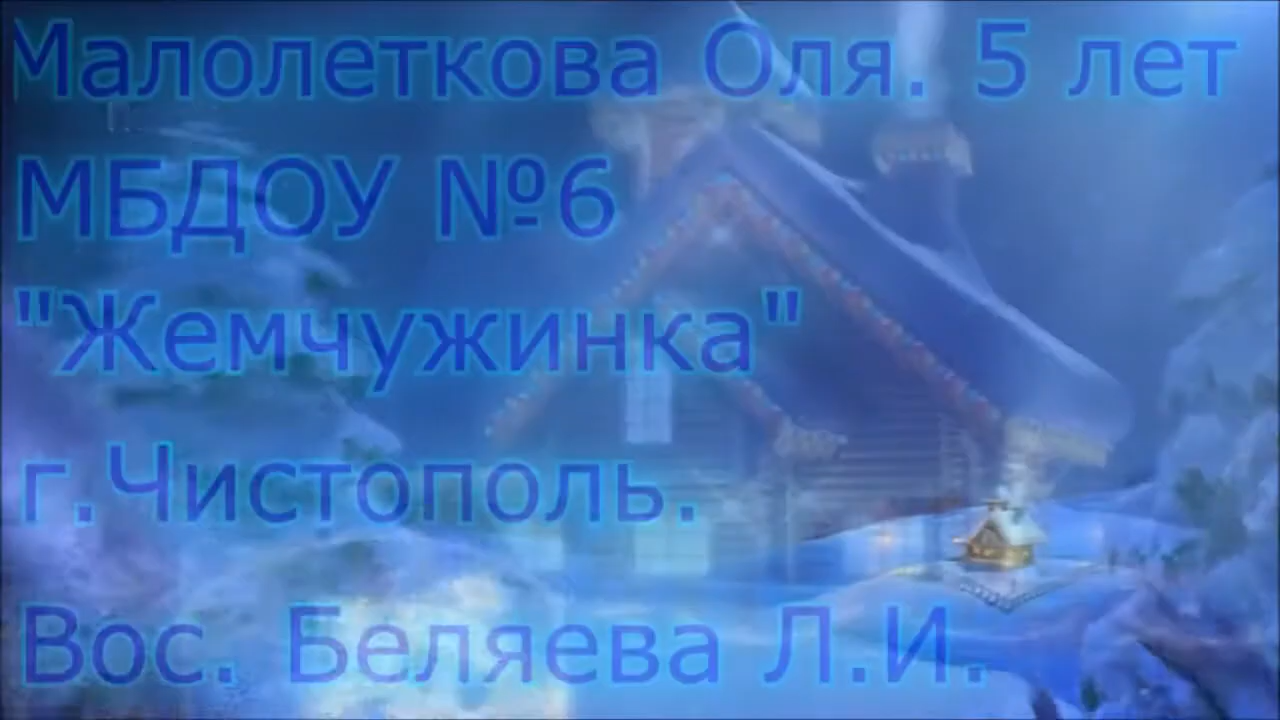 Малолеткова Оля. 5 лет
МБДОУ №6
"Жемчужинка"
г. Чистополь.
Вос. Беляева Л.И.